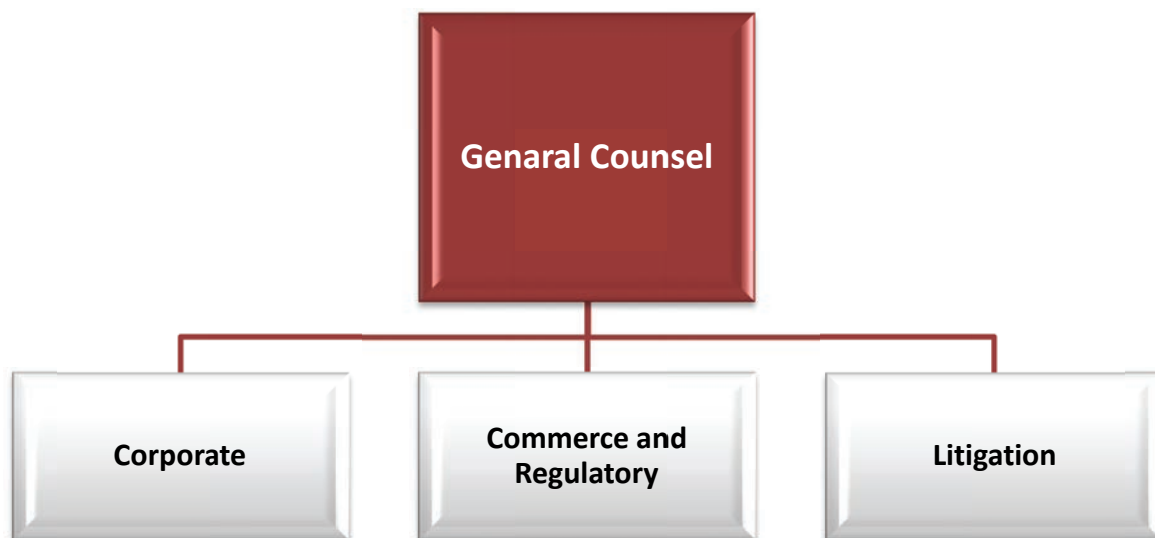 Genaral Counsel
Corporate
Commerce and
Regulatory
Litigation